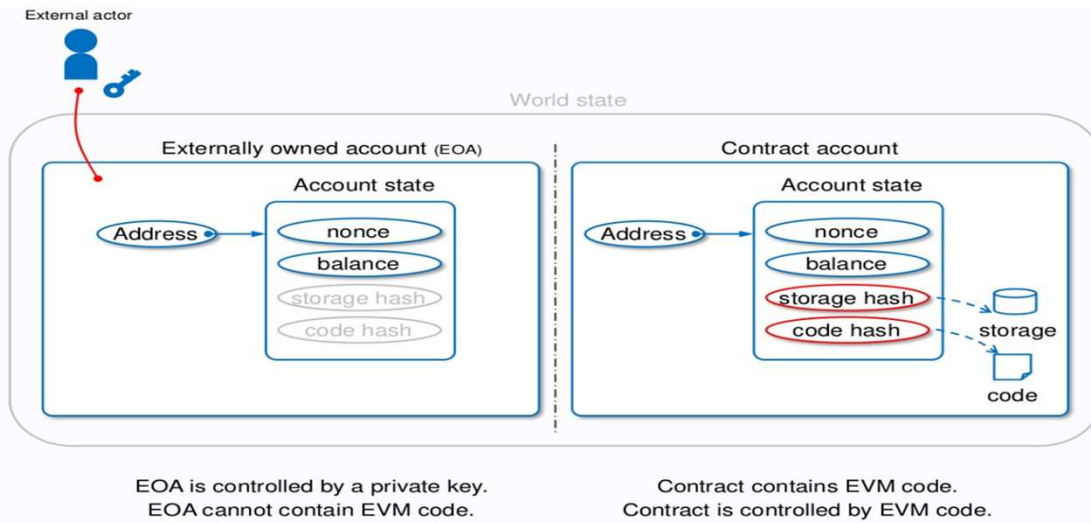 External actor
World state
Externally owned account (EOA)
Account state
Address
nonce
balance
storage hash
code hash
Contract account
Account state
Address
nonce
balance
storage hash
code hash
storage
code
EOA is controlled by a private key.
EOA cannot contain EVM code.
Contract contains EVM code.
Contract is controlled by EVM code.